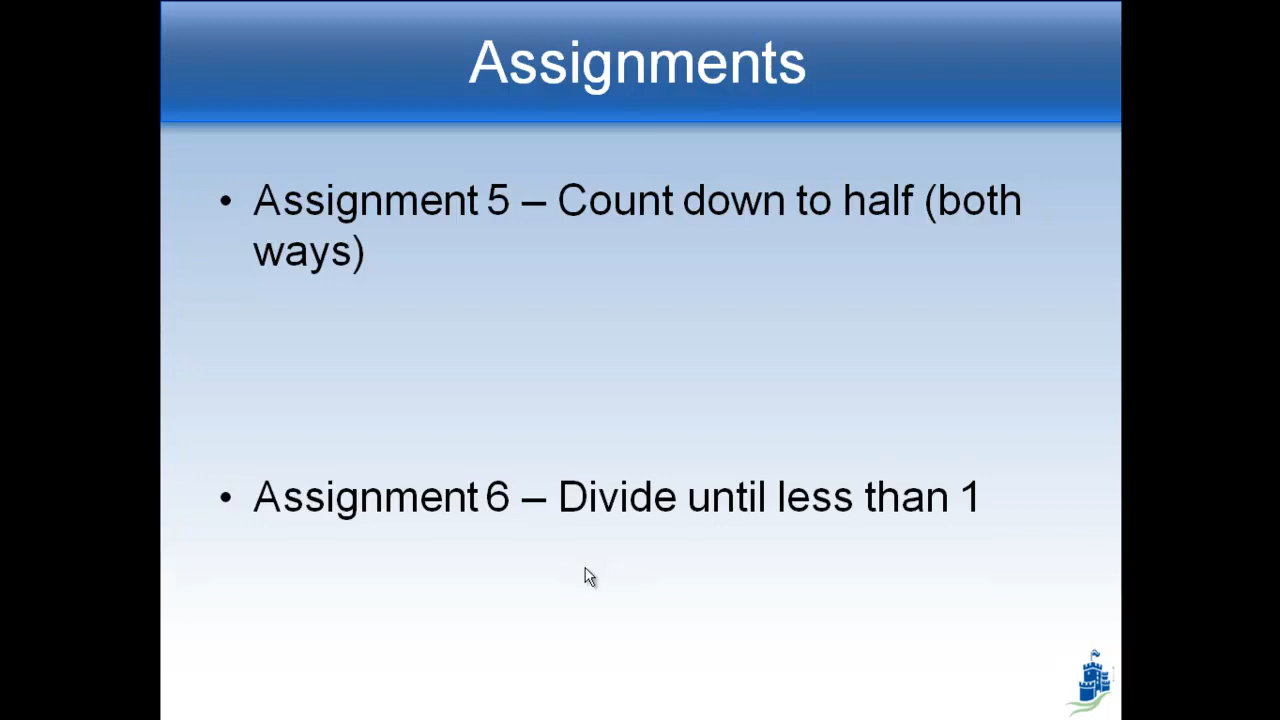 Assignments
• Assignment 5 – Count down to half (both
ways)
• Assignment 6 – Divide until less than 1